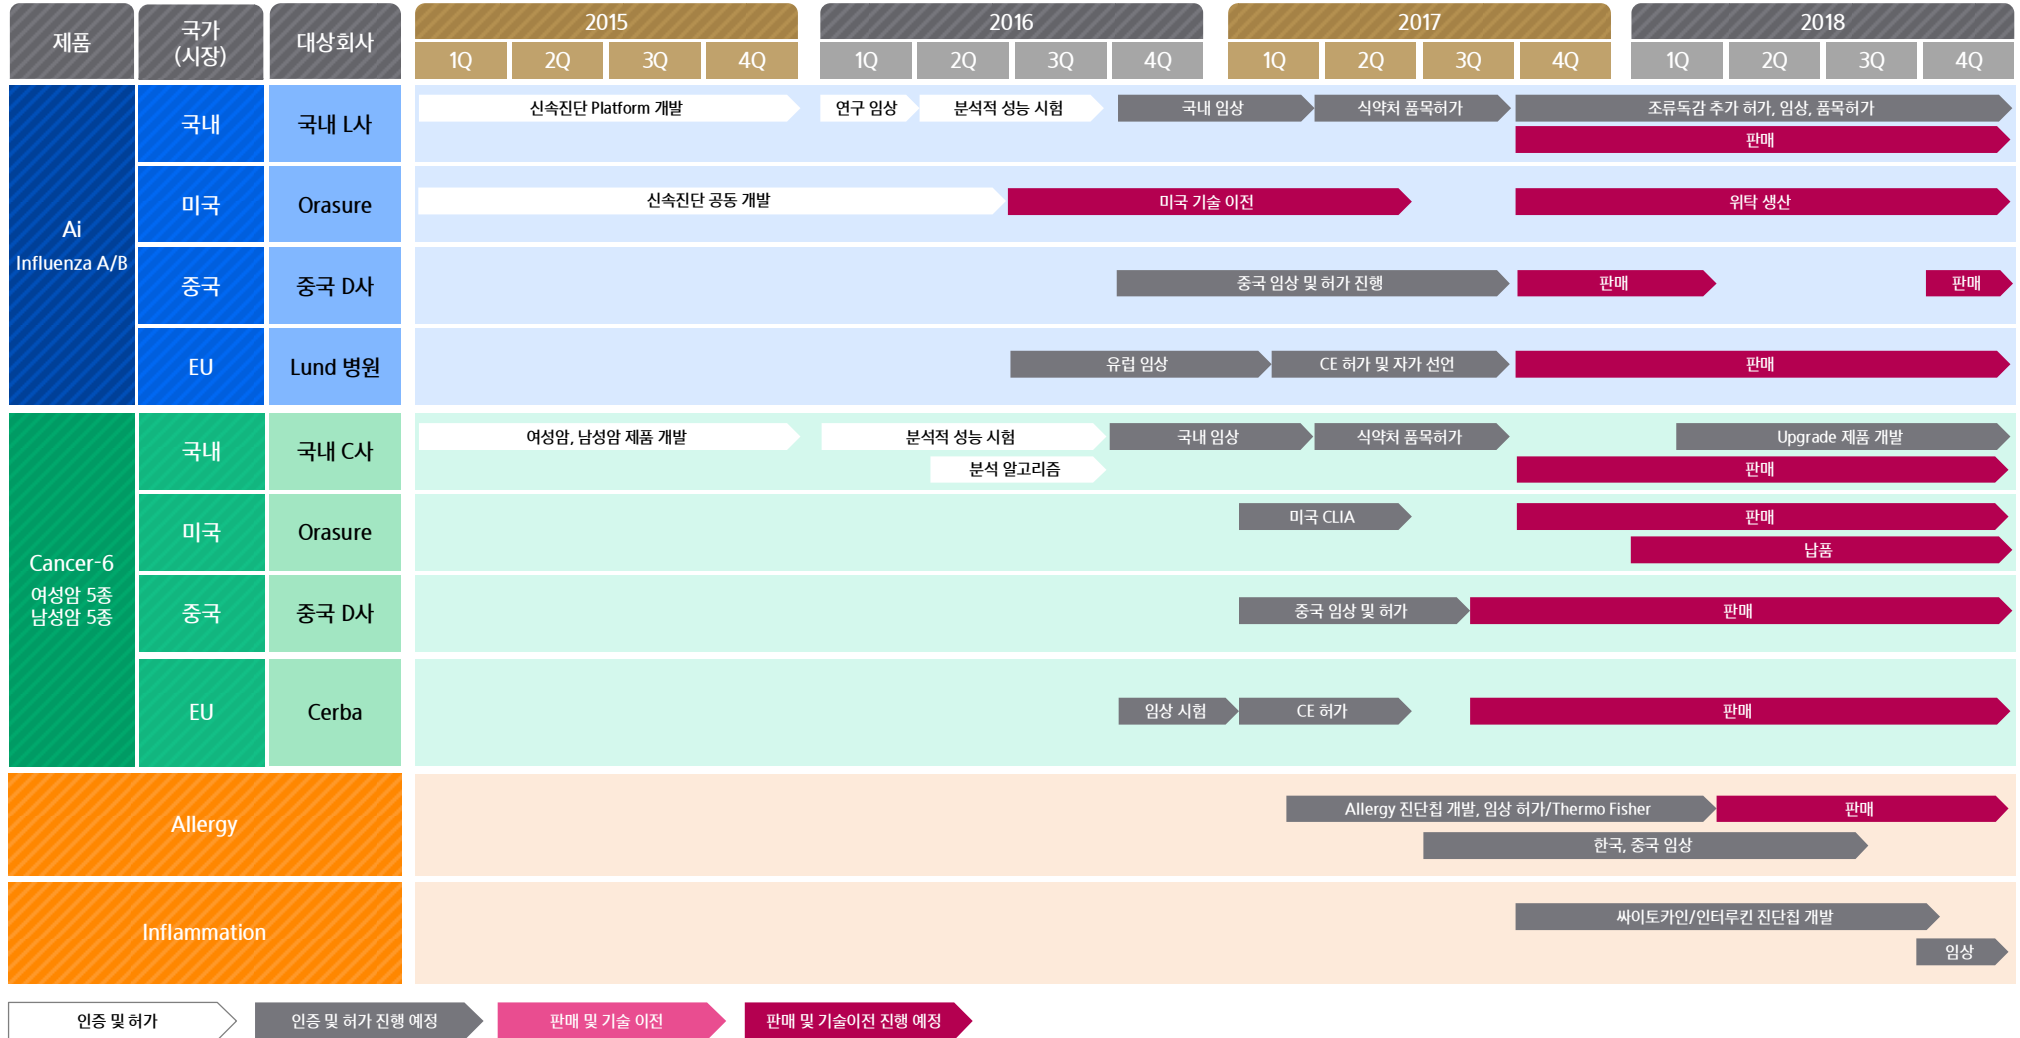 제품
국가
(시장)
대상회사
2015
2016
2017
2018
1Q 2Q 3Q 4Q 1Q 2Q 3Q 4Q 1Q 2Q 3Q 4Q 1Q 2Q 3Q 4Q
Ai
Influenza A/B
국내
국내 L사
신속진단 Platform 개발
연구 임상
분석적 성능 시험
국내 임상
식약처 품목허가
조류독감 추가 허가, 임상, 품목허가
판매
미국
Orasure
신속진단 공동 개발
미국 기술 이전
위탁 생산
중국
중국 D사
중국 임상 및 허가 진행
판매
판매
EU
Lund 병원
유럽 임상
CE 허가 및 자가 선언
판매
Cancer-6
여성암 5종
남성암 5종
국내
국내 C사
여성암, 남성암 제품 개발
분석적 성능 시험
국내 임상
식약처 품목허가
Upgrade 제품 개발
분석 알고리즘
판매
미국
Orasure
미국 CLIA
판매
납품
중국
중국 D사
중국 임상 및 허가
판매
EU
Cerba
임상 시험
CE 허가
판매
Allergy
Allergy 진단칩 개발, 임상 허가/Thermo Fisher
판매
한국, 중국 임상
Inflammation
싸이토카인/인터루킨 진단칩 개발
임상
인증 및 허가
인증 및 허가 진행 예정
판매 및 기술 이전
판매 및 기술이전 진행 예정